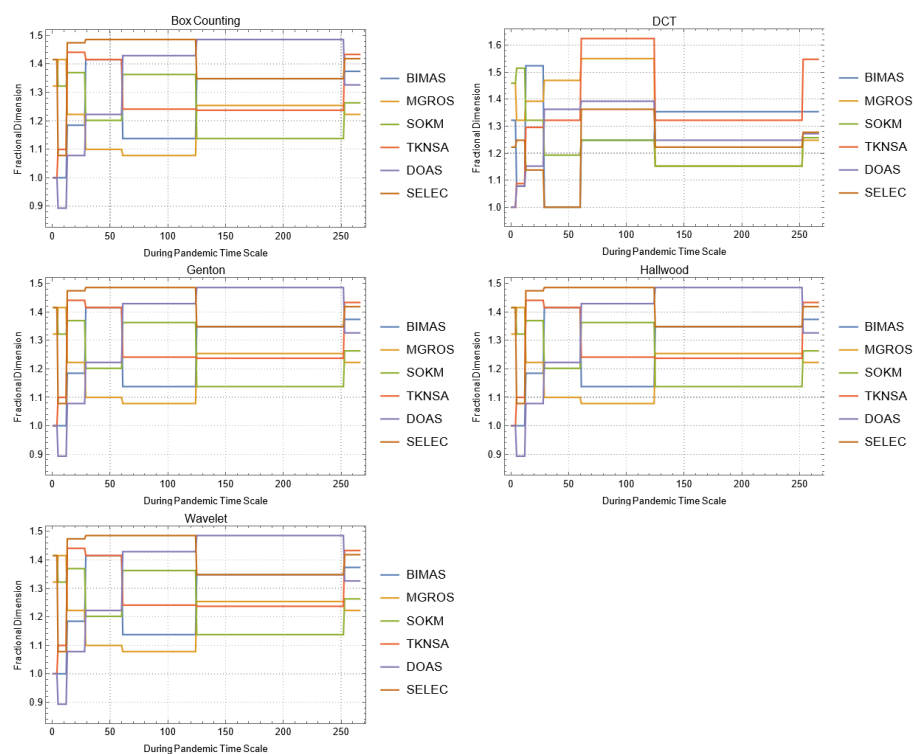 Box Counting
Fractional Dimension
1.5
1.4
1.3
1.2
1.1
1.0
0.9
0 50 100 150 200 250
During Pandemic Time Scale
BIMAS
MGROS
SOKM
TKNSA
DOAS
SELEC
DCT
Fractional Dimension
1.6
1.5
1.4
1.3
1.2
1.1
1.0
0 50 100 150 200 250
During Pandemic Time Scale
BIMAS
MGROS
SOKM
TKNSA
DOAS
SELEC
Genton
Fractional Dimension
1.5
1.4
1.3
1.2
1.1
1.0
0.9
0 50 100 150 200 250
During Pandemic Time Scale
BIMAS
MGROS
SOKM
TKNSA
DOAS
SELEC
Hallwood
Fractional Dimension
1.5
1.4
1.3
1.2
1.1
1.0
0.9
0 50 100 150 200 250
During Pandemic Time Scale
BIMAS
MGROS
SOKM
TKNSA
DOAS
SELEC
Wavelet
Fractional Dimension
1.5
1.4
1.3
1.2
1.1
1.0
0.9
0 50 100 150 200 250
During Pandemic Time Scale
BIMAS
MGROS
SOKM
TKNSA
DOAS
SELEC